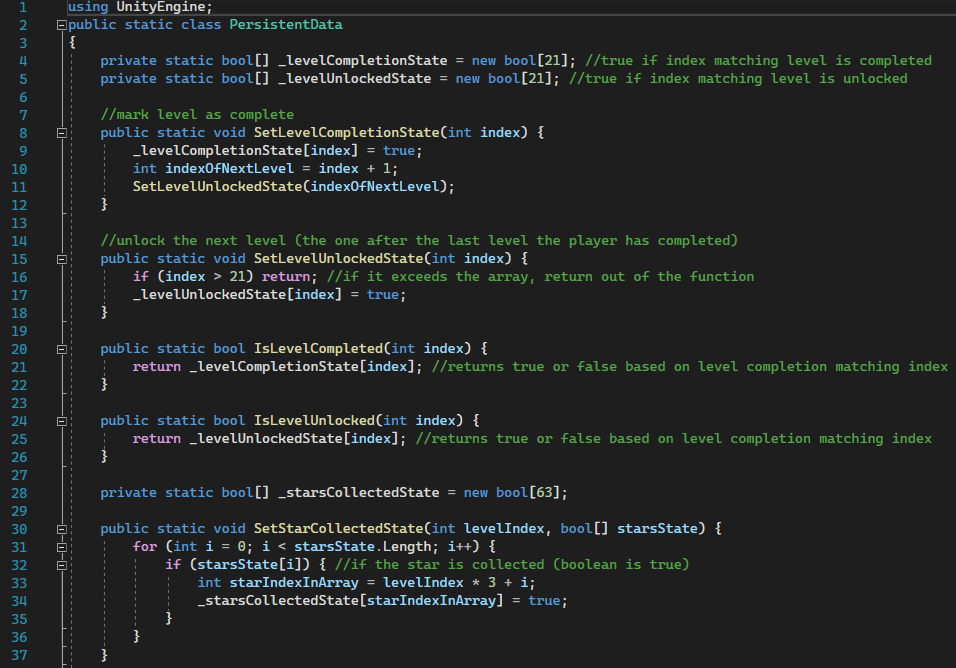 1 using UnityEngine;
2 public static class PersistentData
3 {
4 private static bool[] _levelCompletionState = new bool[21]; //true if index matching level is completed
5 private static bool[] _levelUnlockedState = new bool[21]; //true if index matching level is unlocked
6
7 //mark level as complete
8 public static void SetLevelCompletionState(int index) {
9 _levelCompletionState[index] = true;
10 int indexOfNextLevel = index + 1;
11 SetLevelUnlockedState(indexOfNextLevel);
12 }
13
14 //unlock the next level (the one after the last level the player has completed)
15 public static void SetLevelUnlockedState(int index) {
16 if (index > 21) return; //if it exceeds the array, return out of the function
17 _levelUnlockedState[index] = true;
18 }
19
20 public static bool IsLevelCompleted(int index) {
21 return _levelCompletionState[index]; //returns true or false based on level completion matching index
22 }
23
24 public static bool IsLevelUnlocked(int index) {
25 return _levelUnlockedState[index]; //returns true or false based on level completion matching index
26 }
27
28 private static bool[] _starsCollectedState = new bool[63];
29
30 public static void SetStarCollectedState(int levelIndex, bool[] starsState) {
31 for (int i = 0; i < starsState.Length; i++) {
32 if (starsState[i]) { //if the star is collected (boolean is true)
33 int starIndexInArray = levelIndex * 3 + i;
34 _starsCollectedState[starIndexInArray] = true;
35 }
36 }
37 }